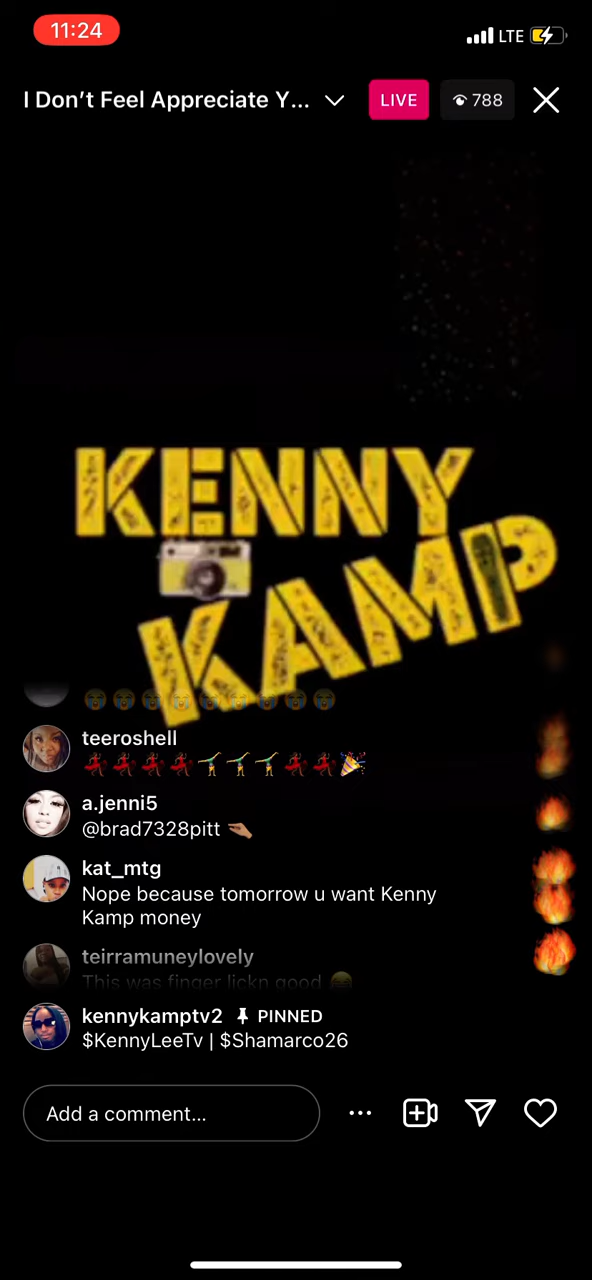 11:24
LTE
I Don't Feel Appreciate Y...
LIVE
788
KENNY
KAMP
😭😭😭😭😭😭😭😭😭
teeroshell
💃💃💃💃🤸🤸🤸💃💃🎉
a.jenni5
@brad7328pitt 🤏🏽
kat_mtg
Nope because tomorrow u want Kenny
Kamp money
teirramuneylovely
This was finger lickn good 😄
kennykamptv2 📌 PINNED
$KennyLeeTv | $Shamarco26
Add a comment...